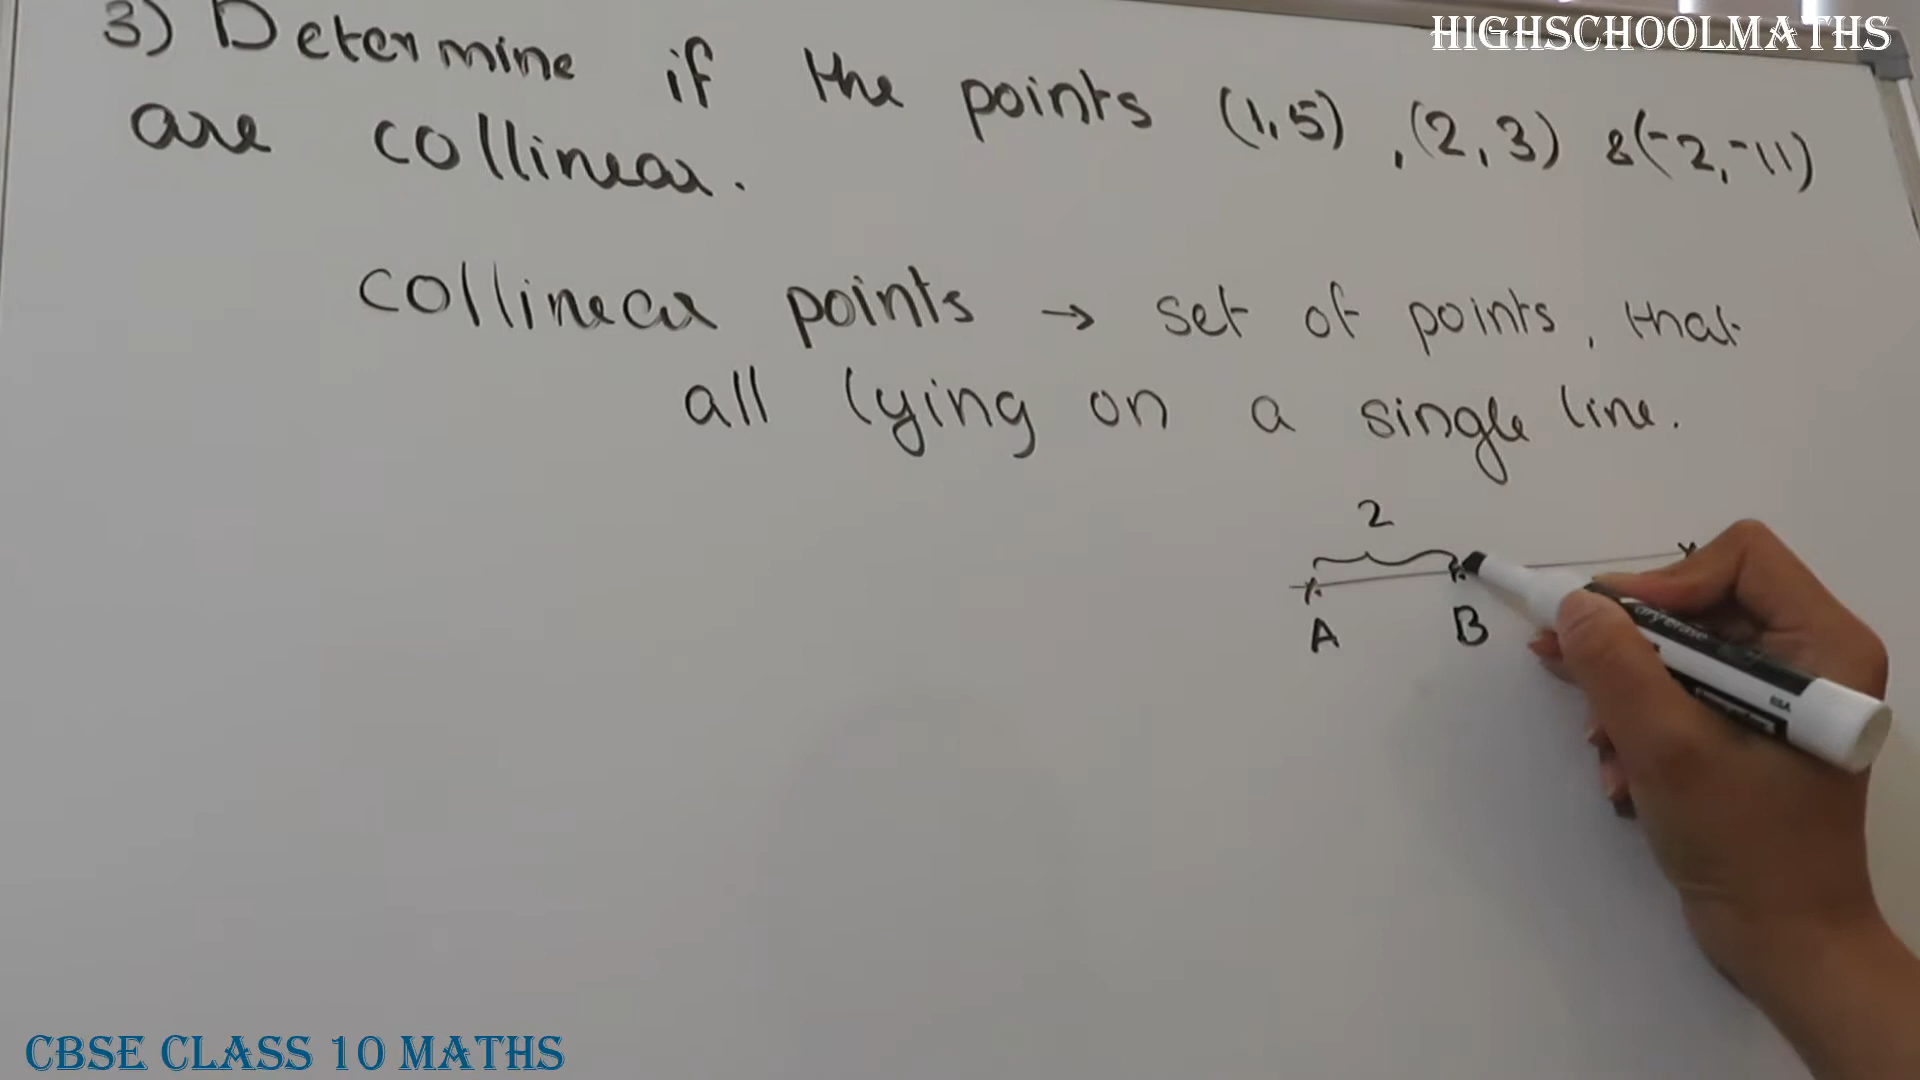 HIGHSCHOOLMATHS
3) Determine if the points (1,5) , (2,3) & (-2,-11)
are collinear.
collinear points → set of points, that
all lying on a single line.
2
A B
CBSE CLASS 10 MATHS